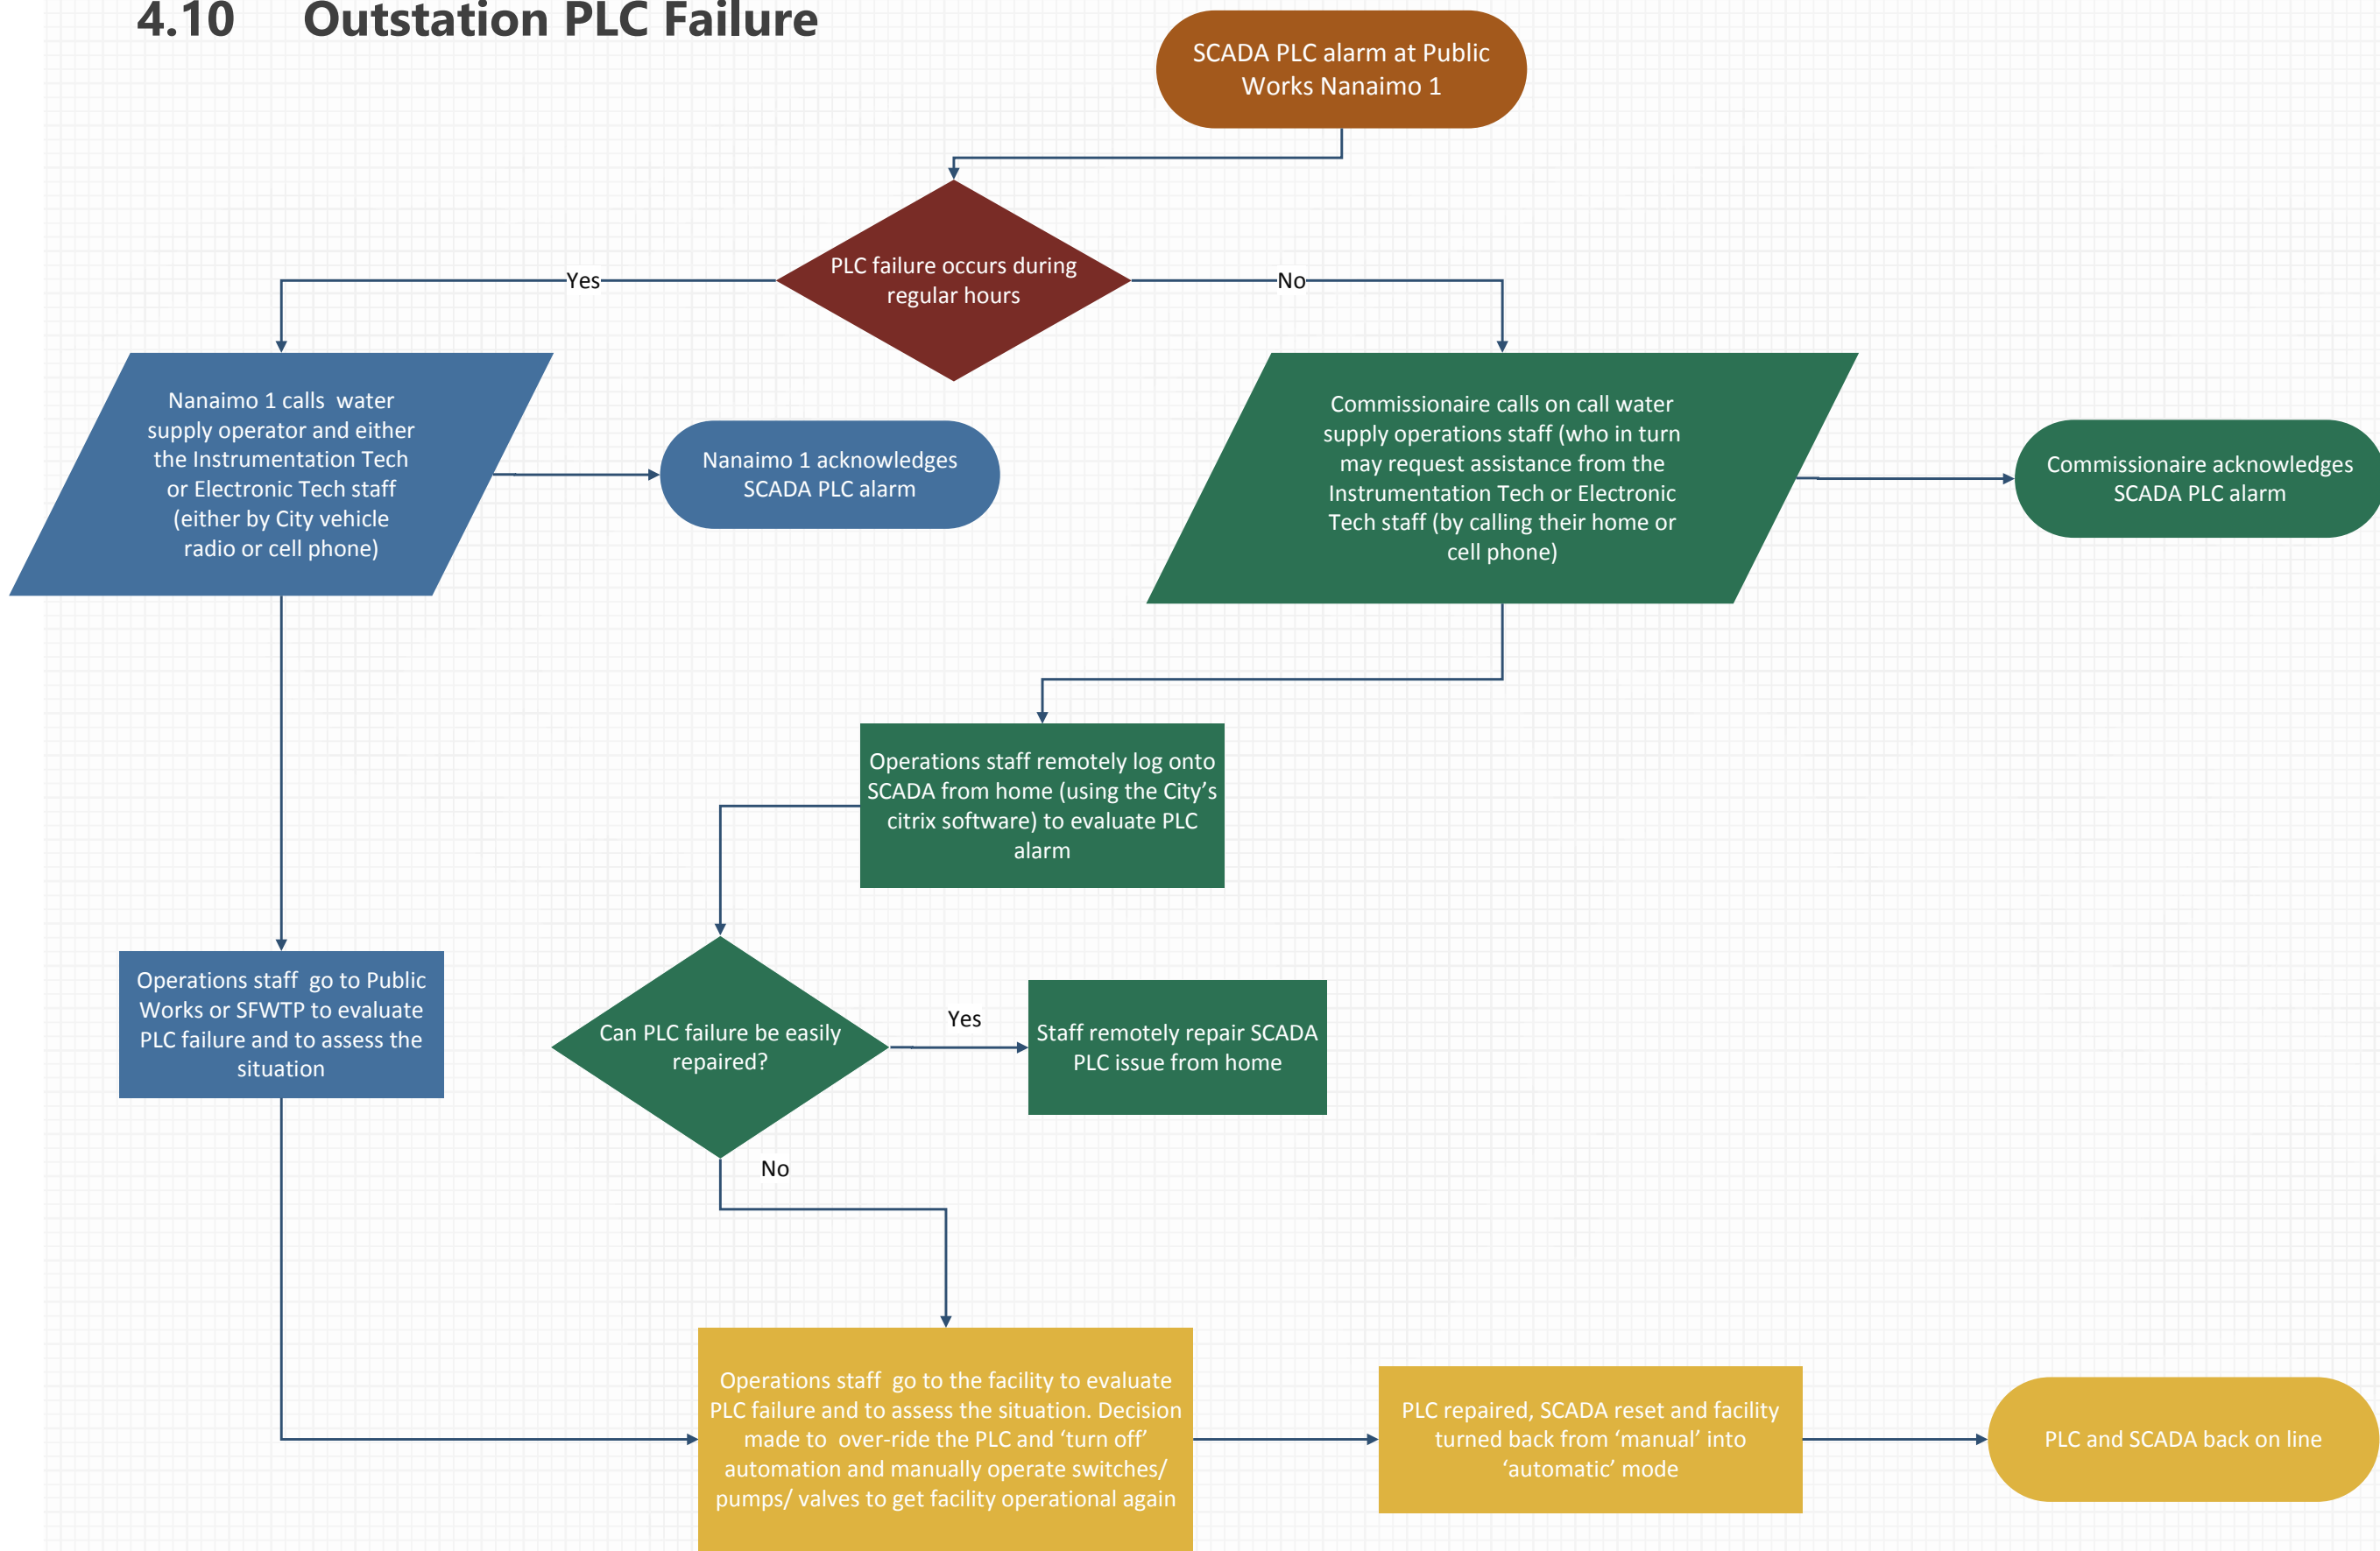 4.10 Outstation PLC Failure
SCADA PLC alarm at Public
Works Nanaimo 1
PLC failure occurs during
regular hours
Yes
No
Nanaimo 1 calls water
supply operator and either
the Instrumentation Tech
or Electronic Tech staff
(either by City vehicle
radio or cell phone)
Nanaimo 1 acknowledges
SCADA PLC alarm
Commissionaire calls on call water
supply operations staff (who in turn
may request assistance from the
Instrumentation Tech or Electronic
Tech staff (by calling their home or
cell phone)
Commissionaire acknowledges
SCADA PLC alarm
Operations staff remotely log onto
SCADA from home (using the City’s
citrix software) to evaluate PLC
alarm
Operations staff go to Public
Works or SFWTP to evaluate
PLC failure and to assess the
situation
Can PLC failure be easily
repaired?
Yes
Staff remotely repair SCADA
PLC issue from home
No
Operations staff go to the facility to evaluate
PLC failure and to assess the situation. Decision
made to over-ride the PLC and ‘turn off’
automation and manually operate switches/
pumps/ valves to get facility operational again
PLC repaired, SCADA reset and facility
turned back from ‘manual’ into
‘automatic’ mode
PLC and SCADA back on line